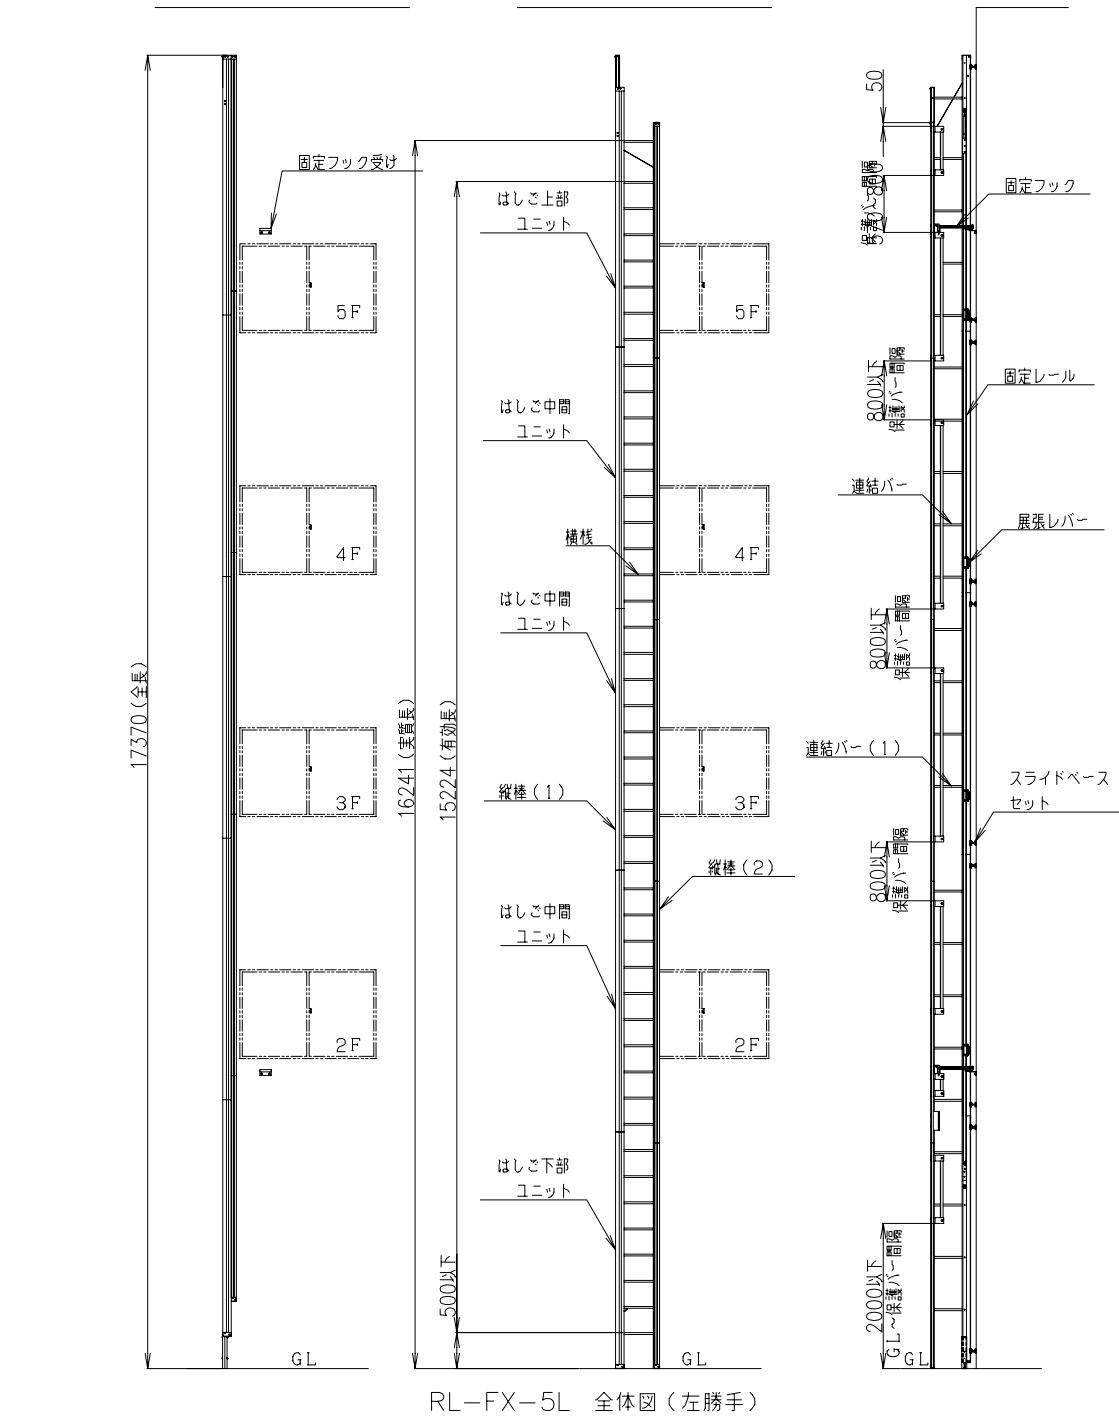 固定フック受け
5F
4F
3F
2F
17370(全長)
GL
はしご上部
ユニット
はしご中間
ユニット
横桟
はしご中間
ユニット
縦棒(1)
縦棒(2)
はしご中間
ユニット
はしご下部
ユニット
16241(実質長)
15224(有効長)
500以下
5F
4F
3F
2F
GL
50
保護バー間隔
固定フック
800以下
保護バー間隔
固定レール
連結バー
展張レバー
800以下
保護バー間隔
連結バー(1)
スライドベース
セット
800以下
保護バー間隔
2000以下
GL~保護バー間隔
GL
RL-FX-5L 全体図(左勝手)